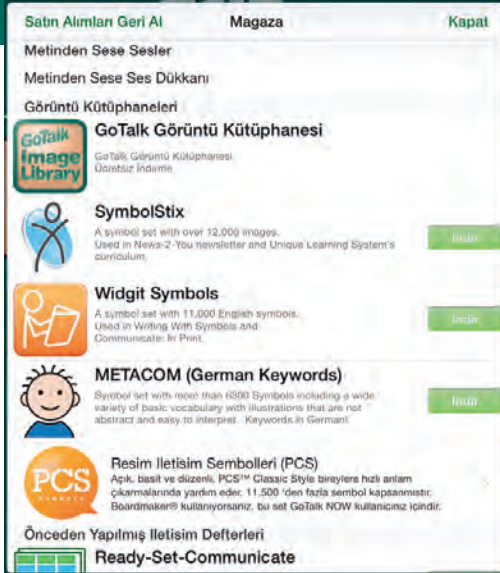 Satın Alımları Geri Al Magaza Kapat
Metinden Sese Sesler
Metinden Sese Ses Dükkanı
Görüntü Kütüphaneleri
GoTalk Image Library
GoTalk Görüntü Kütüphanesi
GoTalk Görüntü Kütüphanesi
Ücretsiz İndirme
SymbolStix
A symbol set with over 12,000 images.
Used in News-2-You newsletter and Unique Learning System's
curriculum.
İndir
Widgit Symbols
A symbol set with 11,000 English symbols.
Used in Writing With Symbols and
Communicate: In Print.
İndir
METACOM (German Keywords)
Symbol set with more than 6300 Symbols including a wide
variety of basic vocabulary with illustrations that are not
abstract and easy to interpret. Keywords in German!
İndir
PCS
SYMBOLS
Resim Iletisim Sembolleri (PCS)
Açık, basit ve düzenli, PCS™ Classic Style bireylere hızlı anlam
çıkarmalarında yardım eder. 11.500 'den fazla sembol kapsanmistir.
Boardmaker® kullanıyorsanız, bu set GoTalk NOW kullanıcınız içindir.
Önceden Yapılmış Iletisim Defterleri
Ready-Set-Communicate